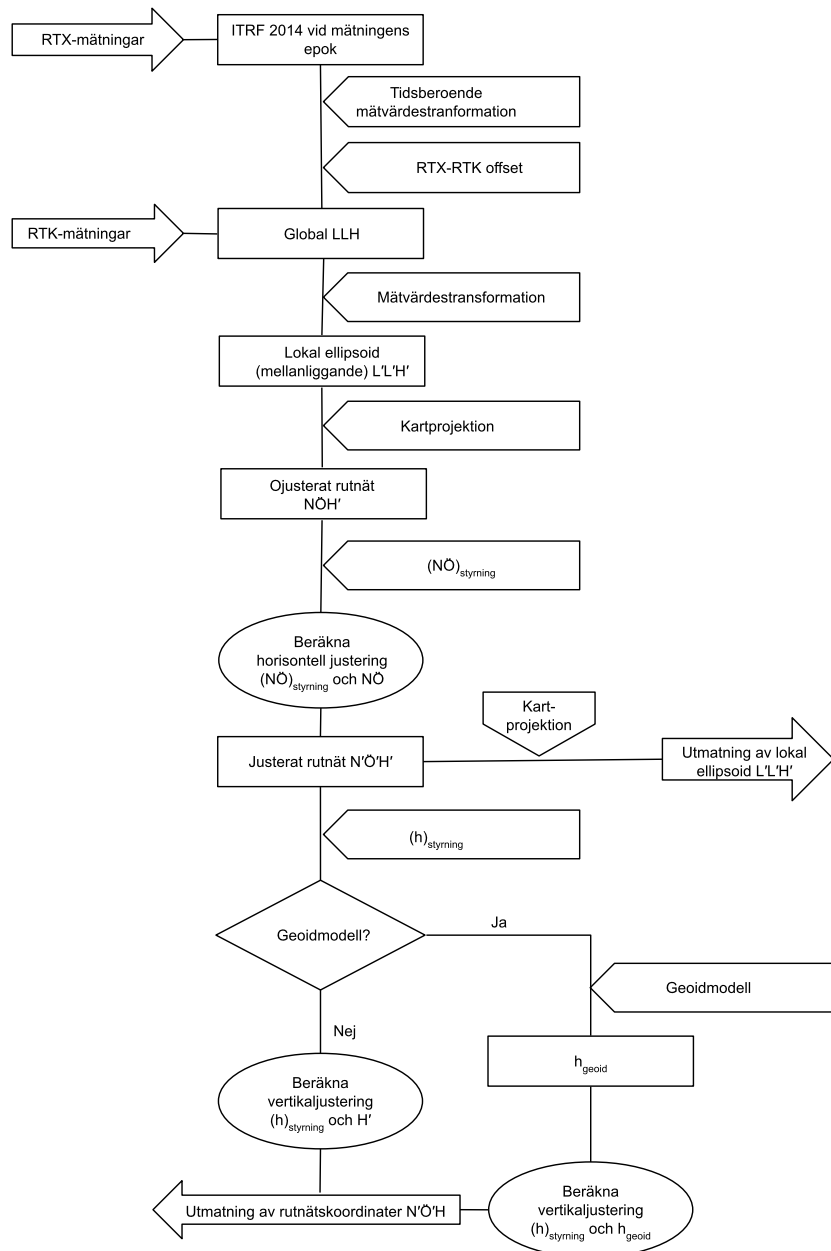 RTX-mätningar
ITRF 2014 vid mätningens
epok
Tidsberoende
mätvärdestranformation
RTX-RTK offset
RTK-mätningar
Global LLH
Mätvärdestransformation
Lokal ellipsoid
(mellanliggande) L'L'H'
Kartprojektion
Ojusterat rutnät
NÖH'
(NÖ)styrning
Beräkna
horisontell justering
(NÖ)styrning och NÖ
Kart-
projektion
Justerat rutnät N'Ö'H'
Utmatning av lokal
ellipsoid L'L'H'
(h)styrning
Geoidmodell?
Ja
Geoidmodell
Nej
hgeoid
Beräkna
vertikaljustering
(h)styrning och H'
Utmatning av rutnätskoordinater N'Ö'H
Beräkna
vertikaljustering
(h)styrning och hgeoid